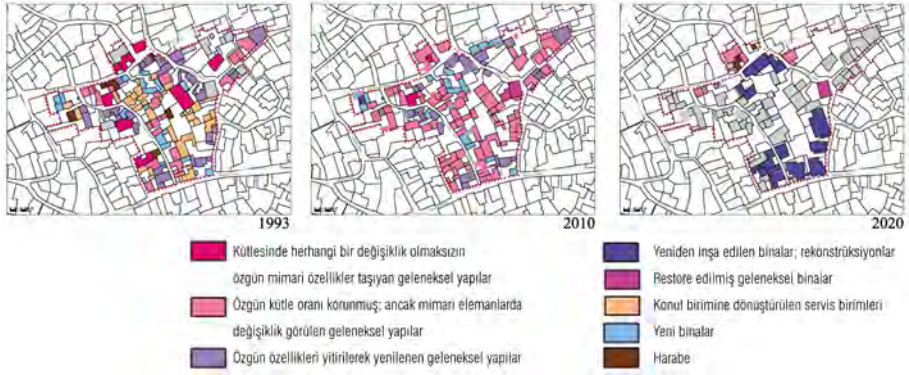 1993
2010
2020
Kütlesinde herhangi bir değişiklik olmaksızın
özgün mimari özellikler taşıyan geleneksel yapılar
Özgün kütle oranı korunmuş; ancak mimari elemanlarda
değişiklik görülen geleneksel yapılar
Özgün özellikleri yitirilerek yenilenen geleneksel yapılar
Yeniden inşa edilen binalar; rekonstrüksiyonlar
Restore edilmiş geleneksel binalar
Konut birimine dönüştürülen servis birimleri
Yeni binalar
Harabe